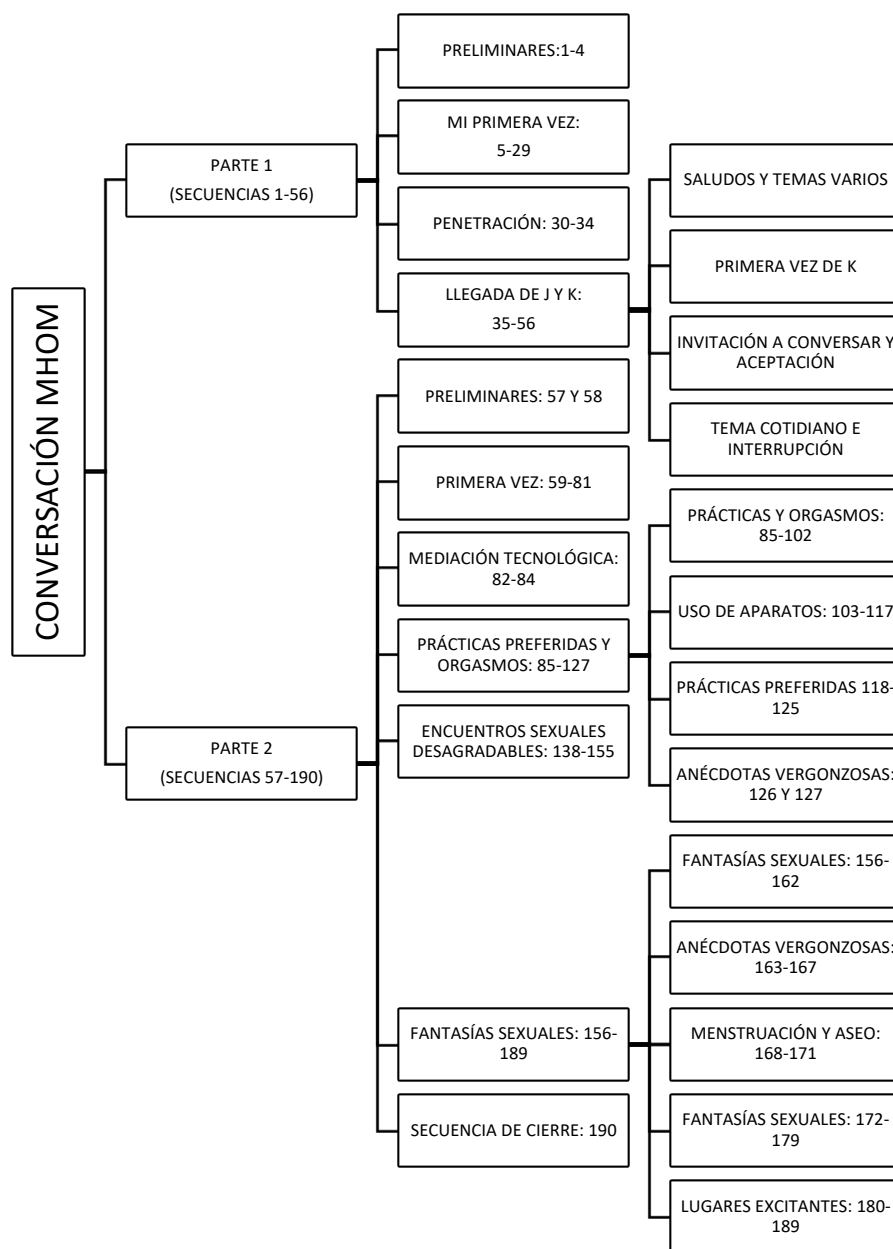 CONVERSACIÓN MHOM
PARTE 1
(SECUENCIAS 1-56)
PRELIMINARES:1-4
MI PRIMERA VEZ:
5-29
PENETRACIÓN: 30-34
LLEGADA DE J Y K:
35-56
SALUDOS Y TEMAS VARIOS
PRIMERA VEZ DE K
INVITACIÓN A CONVERSAR Y
ACEPTACIÓN
TEMA COTIDIANO E
INTERRUPCIÓN
PARTE 2
(SECUENCIAS 57-190)
PRELIMINARES: 57 Y 58
PRIMERA VEZ: 59-81
MEDIACIÓN TECNOLÓGICA:
82-84
PRÁCTICAS PREFERIDAS Y
ORGASMOS: 85-127
PRÁCTICAS Y ORGASMOS:
85-102
USO DE APARATOS: 103-117
PRÁCTICAS PREFERIDAS 118-
125
ANÉCDOTAS VERGONZOSAS:
126 Y 127
ENCUENTROS SEXUALES
DESAGRADABLES: 138-155
FANTASÍAS SEXUALES: 156-
189
FANTASÍAS SEXUALES: 156-
162
ANÉCDOTAS VERGONZOSAS:
163-167
MENSTRUACIÓN Y ASEO:
168-171
FANTASÍAS SEXUALES: 172-
179
LUGARES EXCITANTES: 180-
189
SECUENCIA DE CIERRE: 190